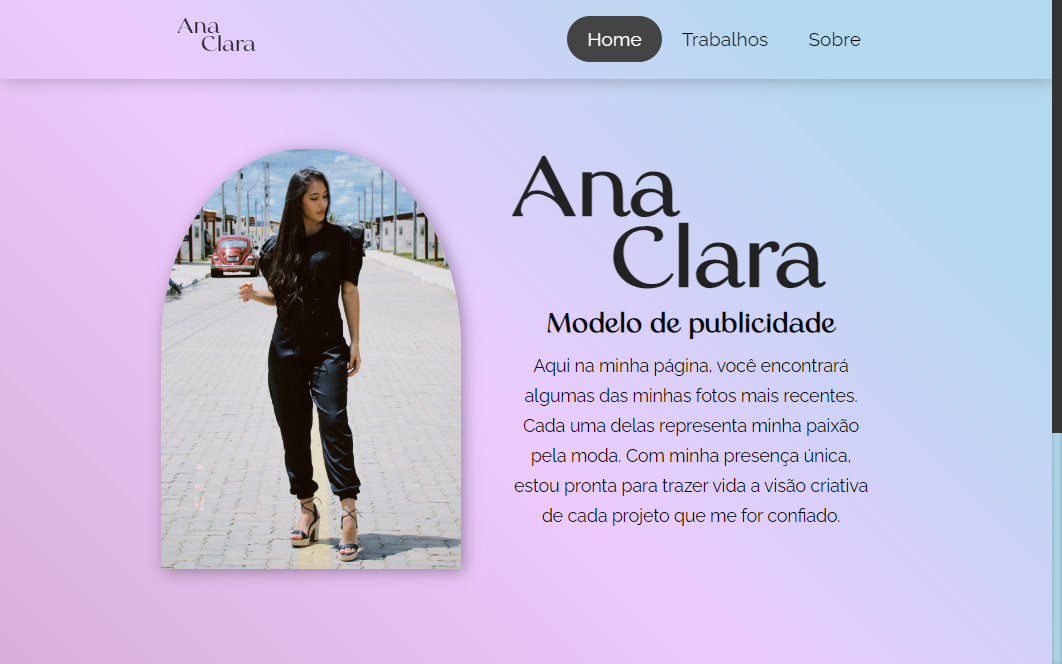 Ana
Clara
Home Trabalhos Sobre
Ana
Clara
Modelo de publicidade
Aqui na minha página, você encontrará
algumas das minhas fotos mais recentes.
Cada uma delas representa minha paixão
pela moda. Com minha presença única,
estou pronta para trazer vida a visão criativa
de cada projeto que me for confiado.